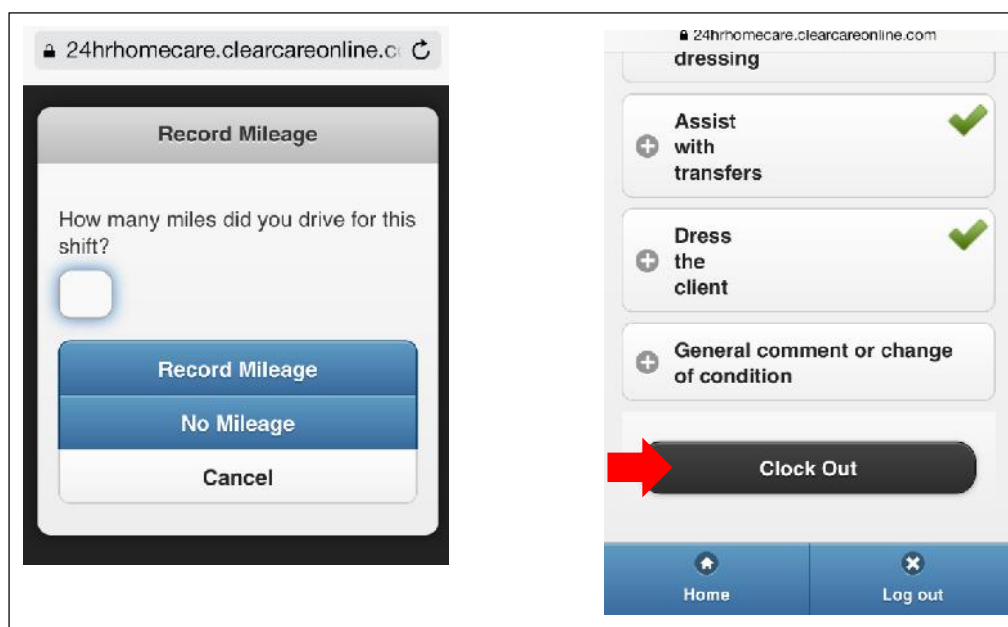 24hrhomecare.clearcareonline.c
Record Mileage
How many miles did you drive for this
shift?
Record Mileage
No Mileage
Cancel
24hrhomecare.clearcareonline.com
dressing
Assist
with
transfers
Dress
the
client
General comment or change
of condition
Clock Out
Home
Log out